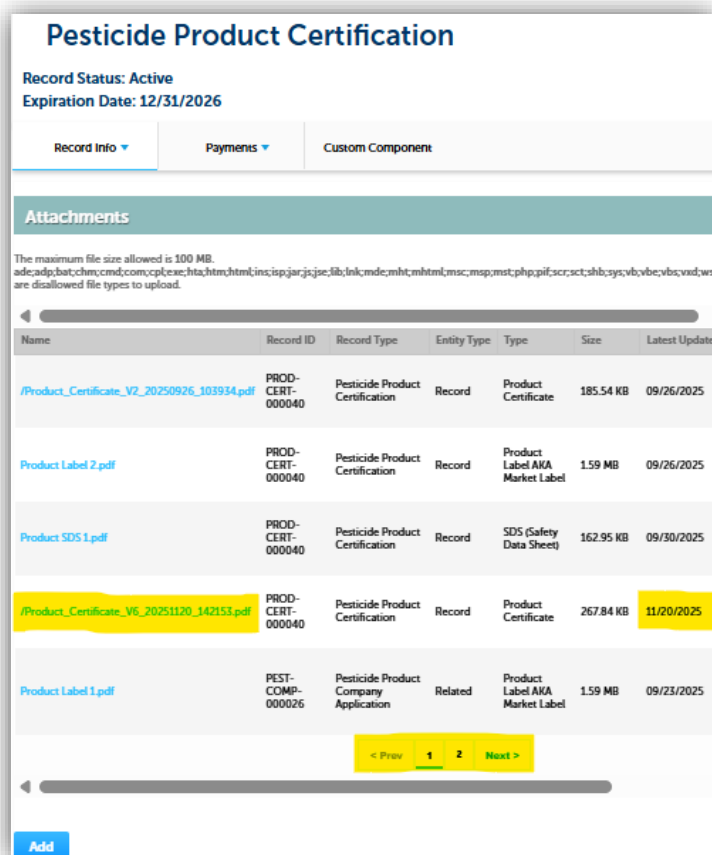 Pesticide Product Certification
Record Status: Active
Expiration Date: 12/31/2026
Record Info
Payments
Custom Component
Attachments
The maximum file size allowed is 100 MB.
ade;adp;bat;chm;cmd;com;cpl;exe;hta;htm;html;ins;isp;jar;js;jse;lib;lnk;mde;mht;mhtml;msc;msp;mst;php;pif;scr;sct;shb;sys;vb;vbe;vbs;vxd;ws
are disallowed file types to upload.
Name Record ID Record Type Entity Type Type Size Latest Update
/Product_Certificate_V2_20250926_103934.pdf PROD-CERT-000040 Pesticide Product Certification Record Product Certificate 185.54 KB 09/26/2025
Product Label 2.pdf PROD-CERT-000040 Pesticide Product Certification Record Product Label AKA Market Label 1.59 MB 09/26/2025
Product SDS 1.pdf PROD-CERT-000040 Pesticide Product Certification Record SDS (Safety Data Sheet) 162.95 KB 09/30/2025
/Product_Certificate_V6_20251120_142153.pdf PROD-CERT-000040 Pesticide Product Certification Record Product Certificate 267.84 KB 11/20/2025
Product Label 1.pdf PEST-COMP-000026 Pesticide Product Company Application Related Product Label AKA Market Label 1.59 MB 09/23/2025
< Prev 1 2 Next >
Add